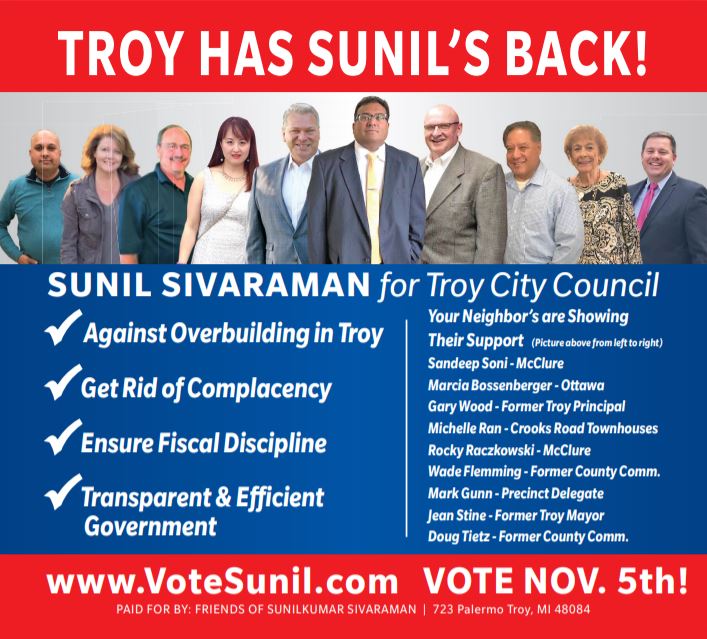 TROY HAS SUNIL'S BACK!
SUNIL SIVARAMAN for Troy City Council
Against Overbuilding in Troy
Get Rid of Complacency
Ensure Fiscal Discipline
Transparent & Efficient
Government
Your Neighbor's are Showing
Their Support (Picture above from left to right)
Sandeep Soni - McClure
Marcia Bossenberger - Ottawa
Gary Wood - Former Troy Principal
Michelle Ran - Crooks Road Townhouses
Rocky Raczkowski - McClure
Wade Flemming - Former County Comm.
Mark Gunn - Precinct Delegate
Jean Stine - Former Troy Mayor
Doug Tietz - Former County Comm.
www.VoteSunil.com VOTE NOV. 5th!
PAID FOR BY: FRIENDS OF SUNILKUMAR SIVARAMAN | 723 Palermo Troy, MI 48084